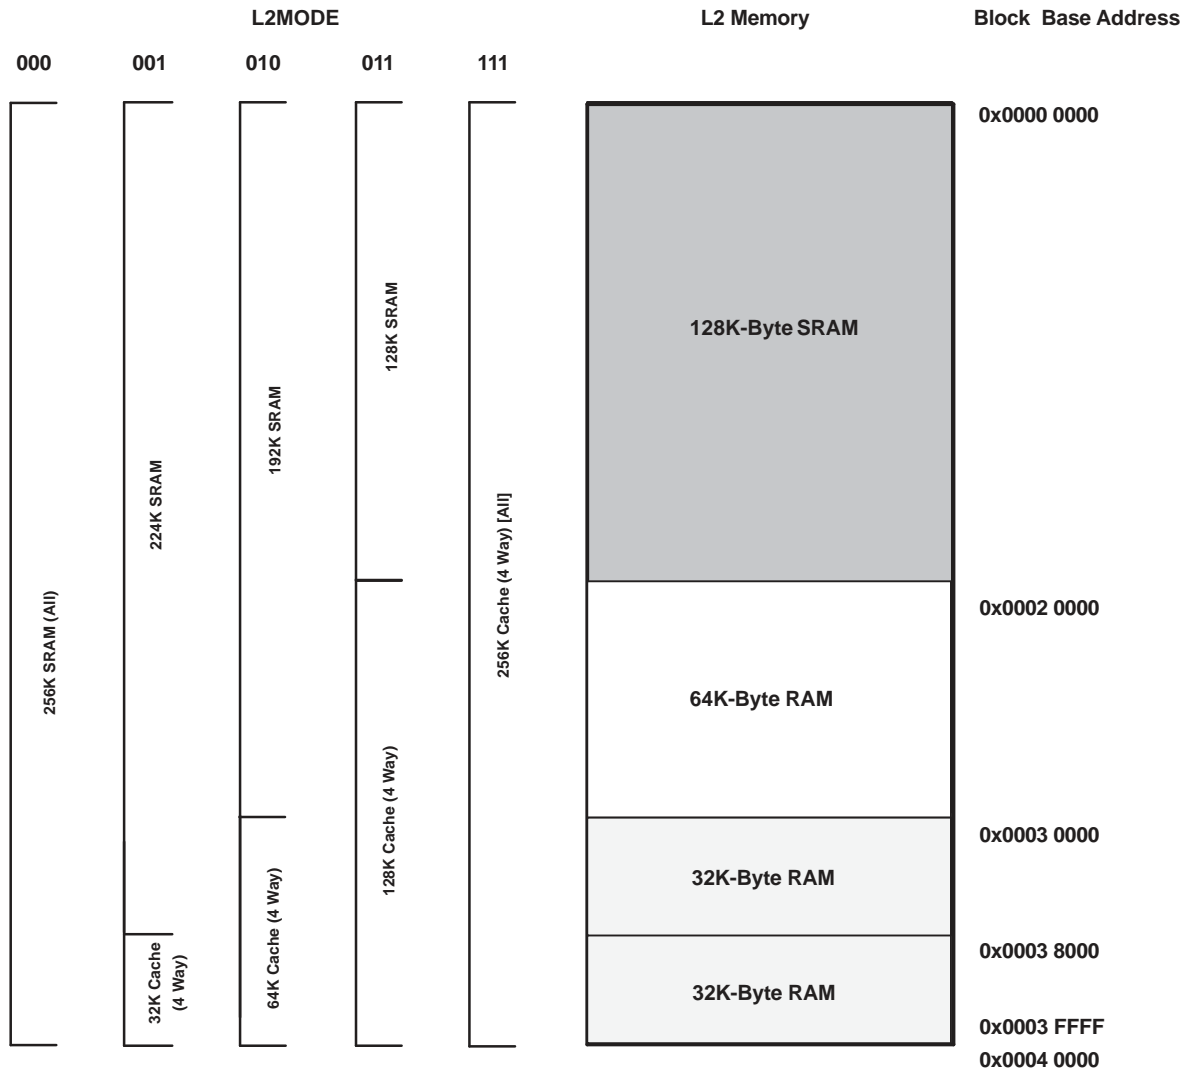 L2MODE
L2 Memory
Block Base Address
000
001
010
011
111
0x0000 0000
128K SRAM
128K-Byte SRAM
192K SRAM
224K SRAM
256K Cache (4 Way) [All]
256K SRAM (All)
0x0002 0000
64K-Byte RAM
128K Cache (4 Way)
0x0003 0000
32K-Byte RAM
64K Cache (4 Way)
0x0003 8000
32K Cache
(4 Way)
32K-Byte RAM
0x0003 FFFF
0x0004 0000